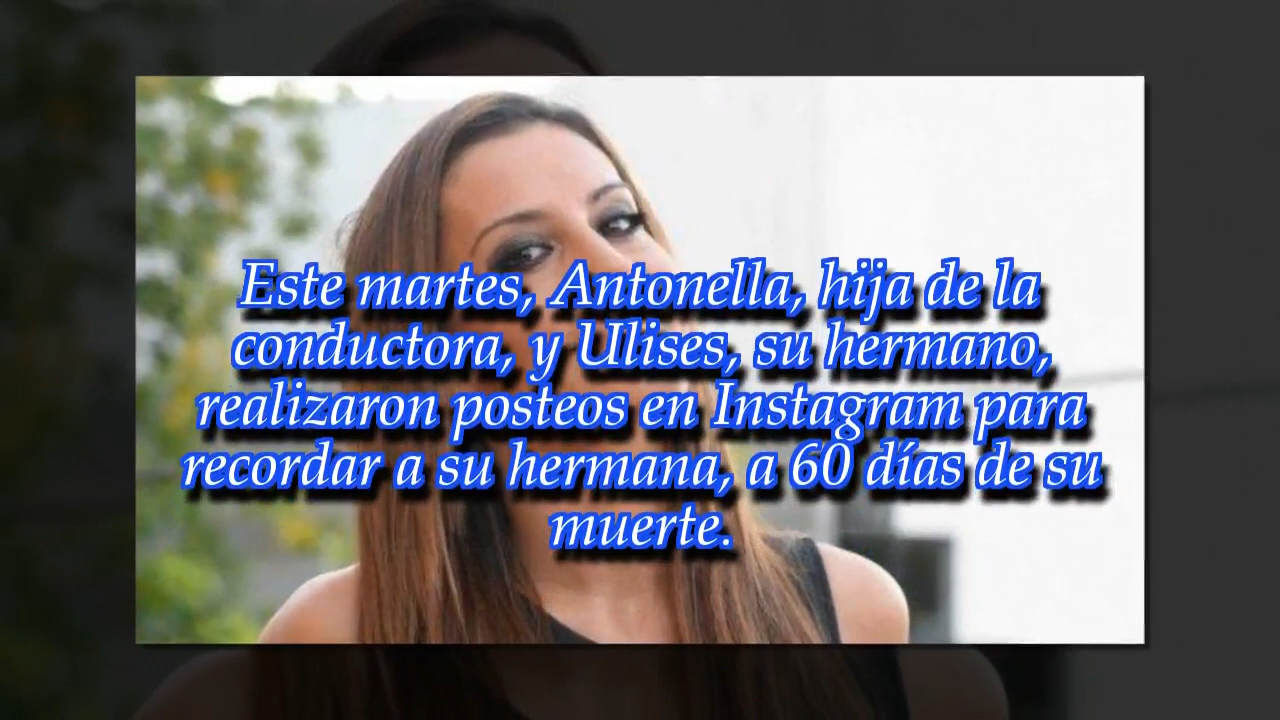 Este martes, Antonella, hija de la
conductora, y Ulises, su hermano,
realizaron posteos en Instagram para
recordar a su hermana, a 60 días de su
muerte.